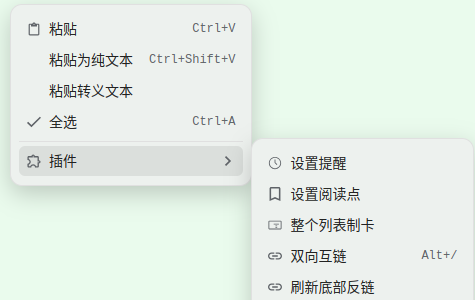 粘贴 Ctrl+V
粘贴为纯文本 Ctrl+Shift+V
粘贴转义文本
全选 Ctrl+A
插件
设置提醒
设置阅读点
整个列表制卡
双向互链 Alt+/
刷新底部反链